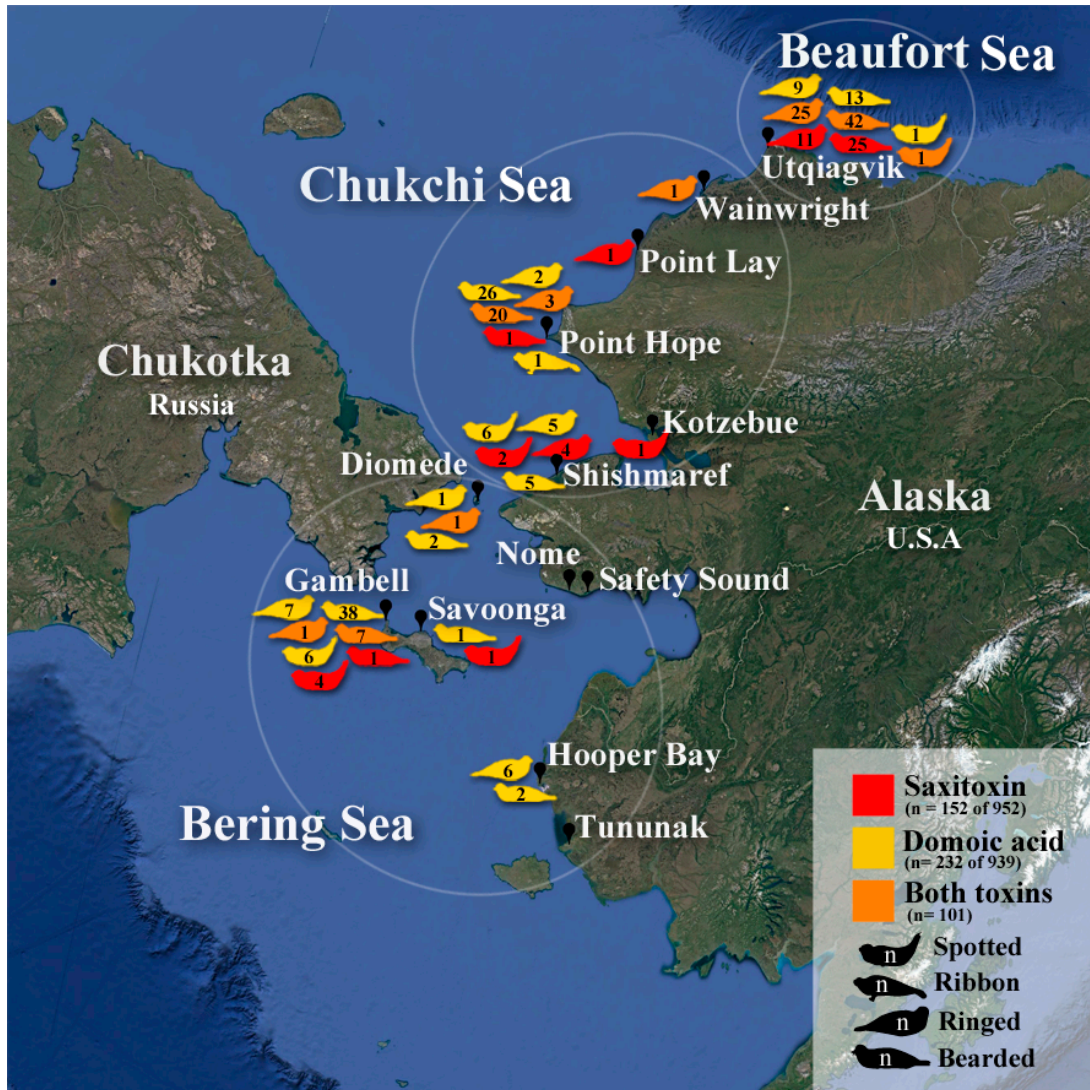 Beaufort Sea
9
13
25
42
1
11
25
1
Utqiagvik
Chukchi Sea
1
Wainwright
1
Point Lay
2
26
3
20
1
Point Hope
1
Chukotka
Russia
Kotzebue
6
5
2
4
1
Shishmaref
5
Diomede
1
1
2
Alaska
U.S.A
Nome
Safety Sound
Gambell
Savoonga
7
38
1
7
1
6
1
1
4
Hooper Bay
6
2
Tununak
Bering Sea
Saxitoxin
(n = 152 of 952)
Domoic acid
(n= 232 of 939)
Both toxins
(n= 101)
n Spotted
n Ribbon
n Ringed
n Bearded